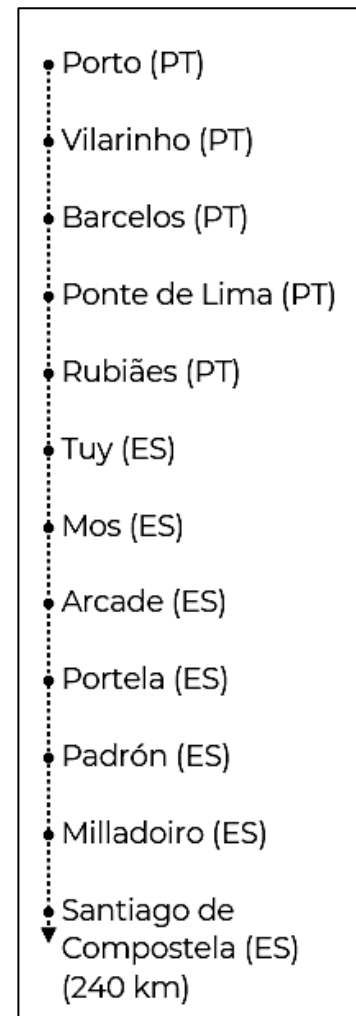 Porto (PT)
Vilarinho (PT)
Barcelos (PT)
Ponte de Lima (PT)
Rubiães (PT)
Tuy (ES)
Mos (ES)
Arcade (ES)
Portela (ES)
Padrón (ES)
Milladoiro (ES)
Santiago de
Compostela (ES)
(240 km)